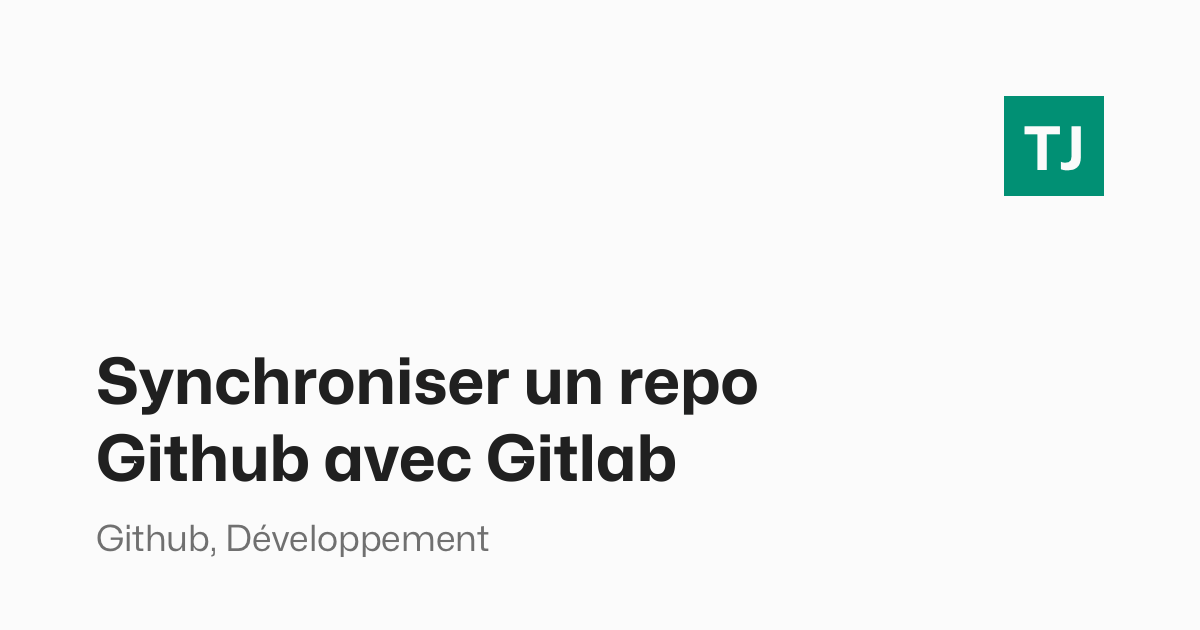 TJ
Synchroniser un repo
Github avec Gitlab
Github, Développement